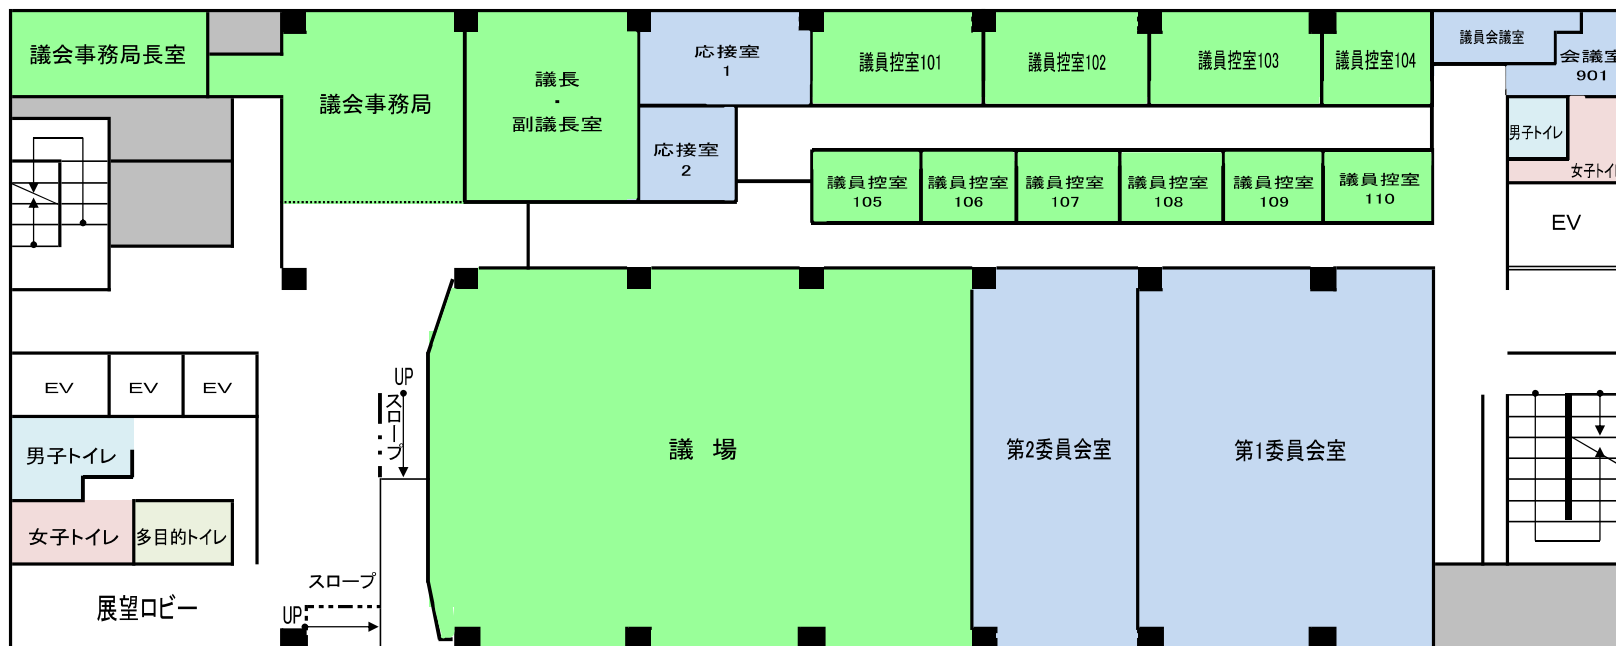 議会事務局長室
議会事務局
議長
・
副議長室
応接室
1
応接室
2
議員控室101
議員控室102
議員控室103
議員控室104
議員会議室
会議室
901
男子トイレ
女子トイレ
議員控室
105
議員控室
106
議員控室
107
議員控室
108
議員控室
109
議員控室
110
EV
EV
EV
EV
UP
スロープ
議 場
第2委員会室
第1委員会室
男子トイレ
女子トイレ
多目的トイレ
スロープ
UP
展望ロビー